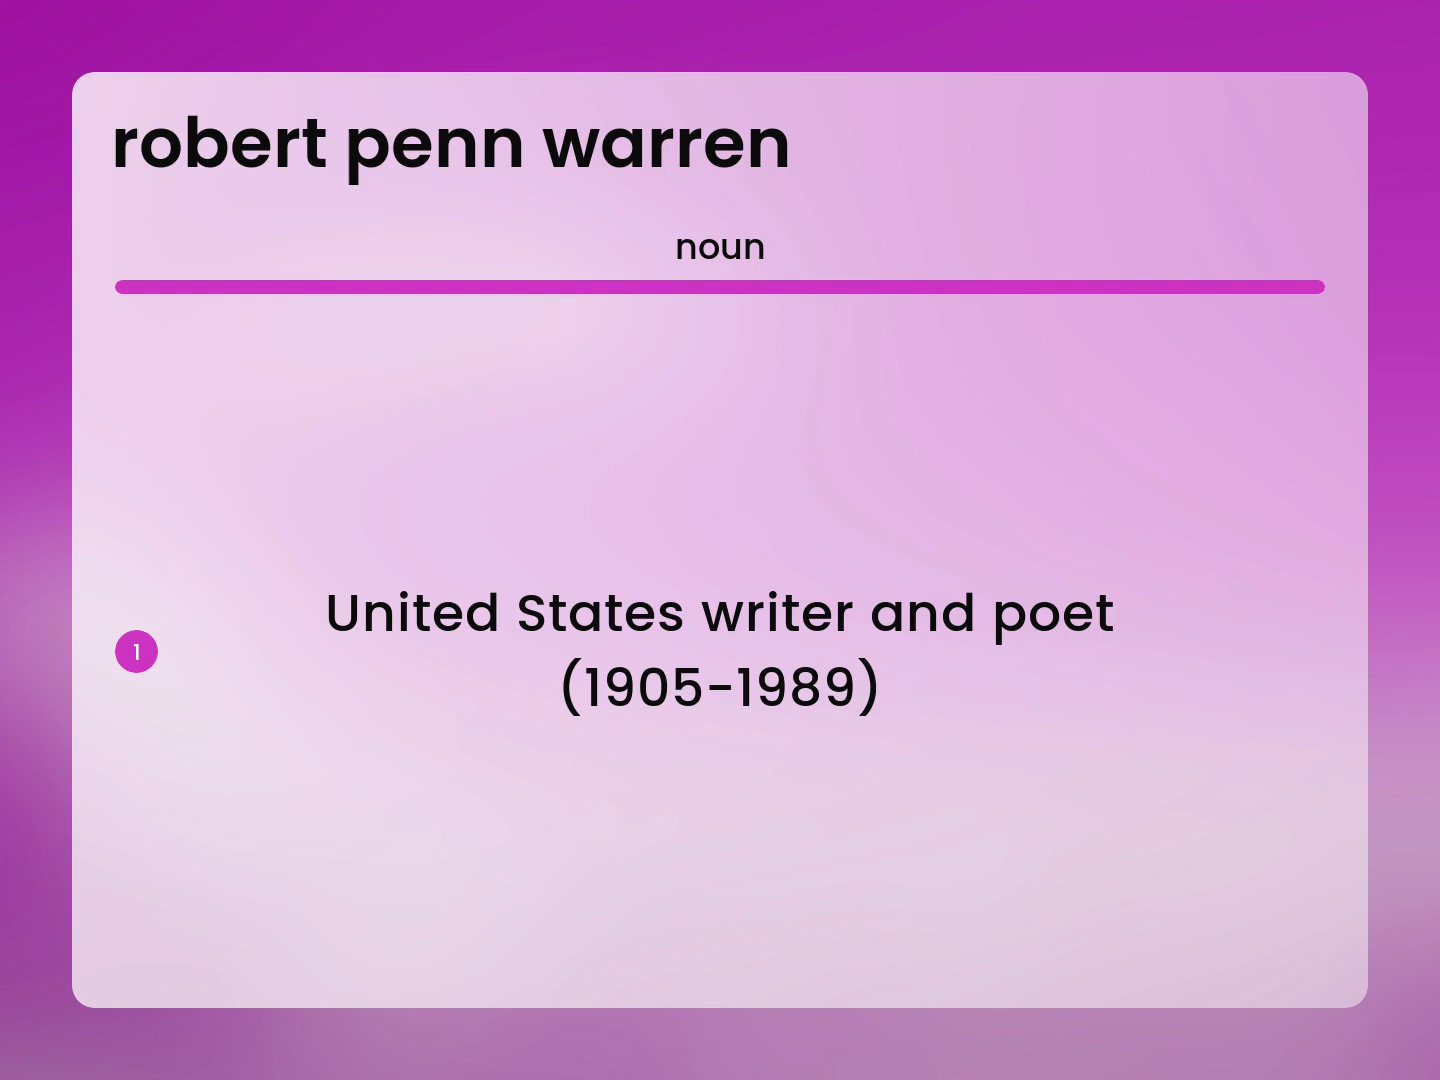 robert penn warren
noun
1
United States writer and poet
(1905-1989)